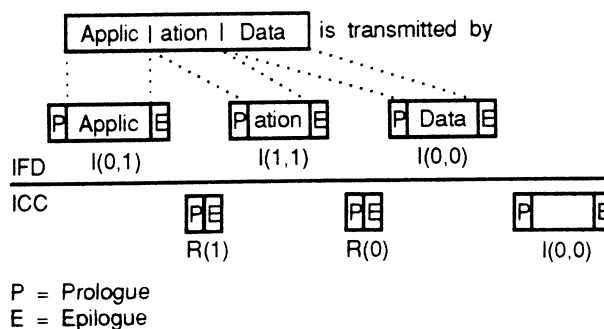 Applic | ation | Data is transmitted by
P Applic E P ation E P Data E
I(0,1) I(1,1) I(0,0)
IFD
ICC
P E P E P E
R(1) R(0) I(0,0)
P = Prologue
E = Epilogue